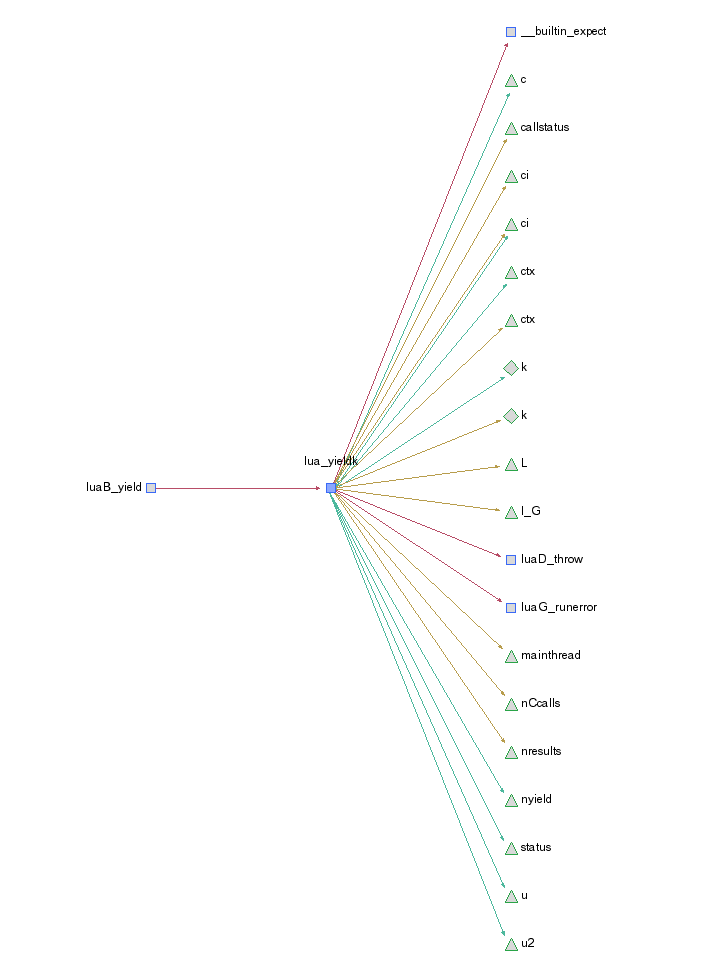 __builtin_expect
c
callstatus
ci
ci
ctx
ctx
k
k
lua_yieldk
L
luaB_yield
l_G
luaD_throw
luaG_runerror
mainthread
nCcalls
nresults
nyield
status
u
u2